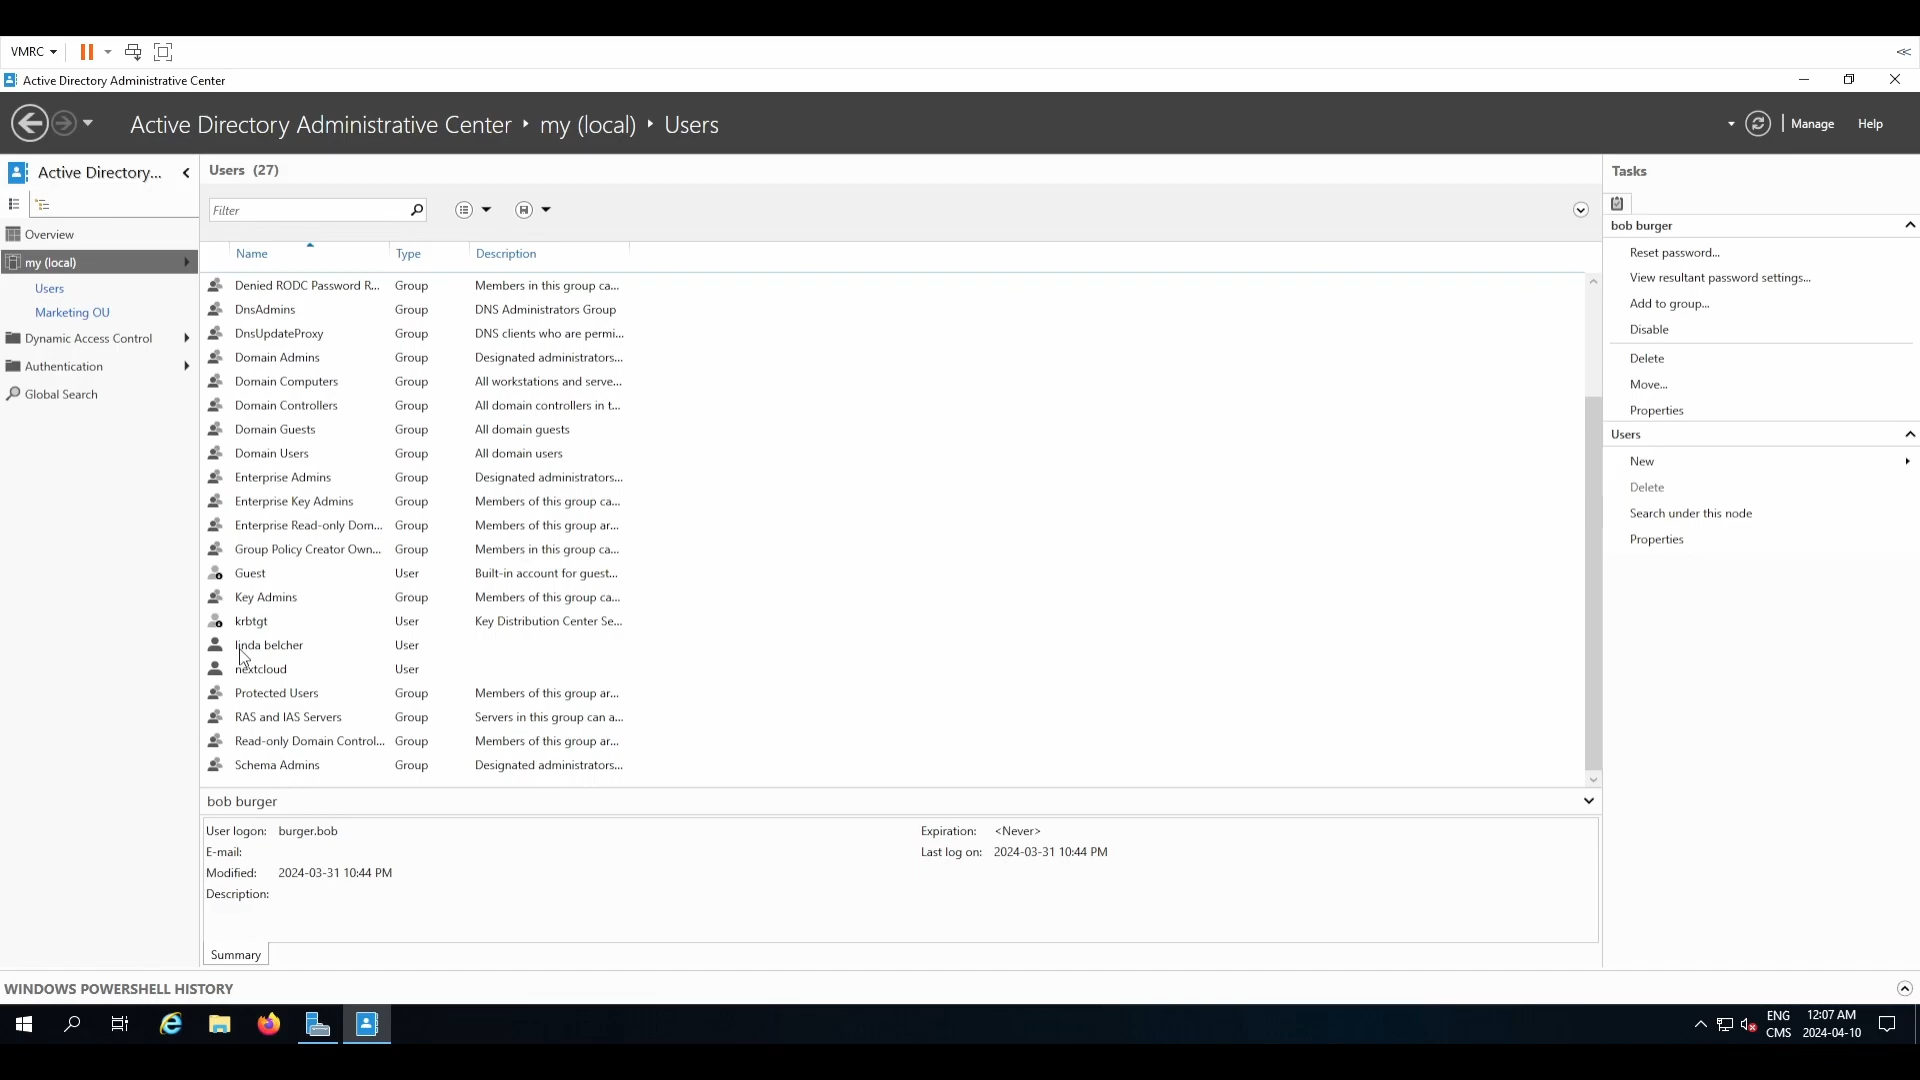 VMRC
Active Directory Administrative Center
Active Directory Administrative Center my (local) Users
Manage Help
Active Directory...
Overview
my (local)
Users
Marketing OU
Dynamic Access Control
Authentication
Global Search
Users (27)
Filter
Name Type Description
Denied RODC Password R... Group Members in this group ca...
DnsAdmins Group DNS Administrators Group
DnsUpdateProxy Group DNS clients who are permi...
Domain Admins Group Designated administrators...
Domain Computers Group All workstations and serve...
Domain Controllers Group All domain controllers in t...
Domain Guests Group All domain guests
Domain Users Group All domain users
Enterprise Admins Group Designated administrators...
Enterprise Key Admins Group Members of this group ca...
Enterprise Read-only Dom... Group Members of this group ar...
Group Policy Creator Own... Group Members in this group ca...
Guest User Built-in account for guest...
Key Admins Group Members of this group ca...
krbtgt User Key Distribution Center Se...
linda belcher User
nextcloud User
Protected Users Group Members of this group ar...
RAS and IAS Servers Group Servers in this group can a...
Read-only Domain Control... Group Members of this group ar...
Schema Admins Group Designated administrators...
bob burger
User logon: burger.bob
E-mail:
Modified: 2024-03-31 10:44 PM
Description:
Expiration: <Never>
Last log on: 2024-03-31 10:44 PM
Summary
Tasks
bob burger
Reset password...
View resultant password settings...
Add to group...
Disable
Delete
Move...
Properties
Users
New
Delete
Search under this node
Properties
WINDOWS POWERSHELL HISTORY
ENG
CMS
12:07 AM
2024-04-10